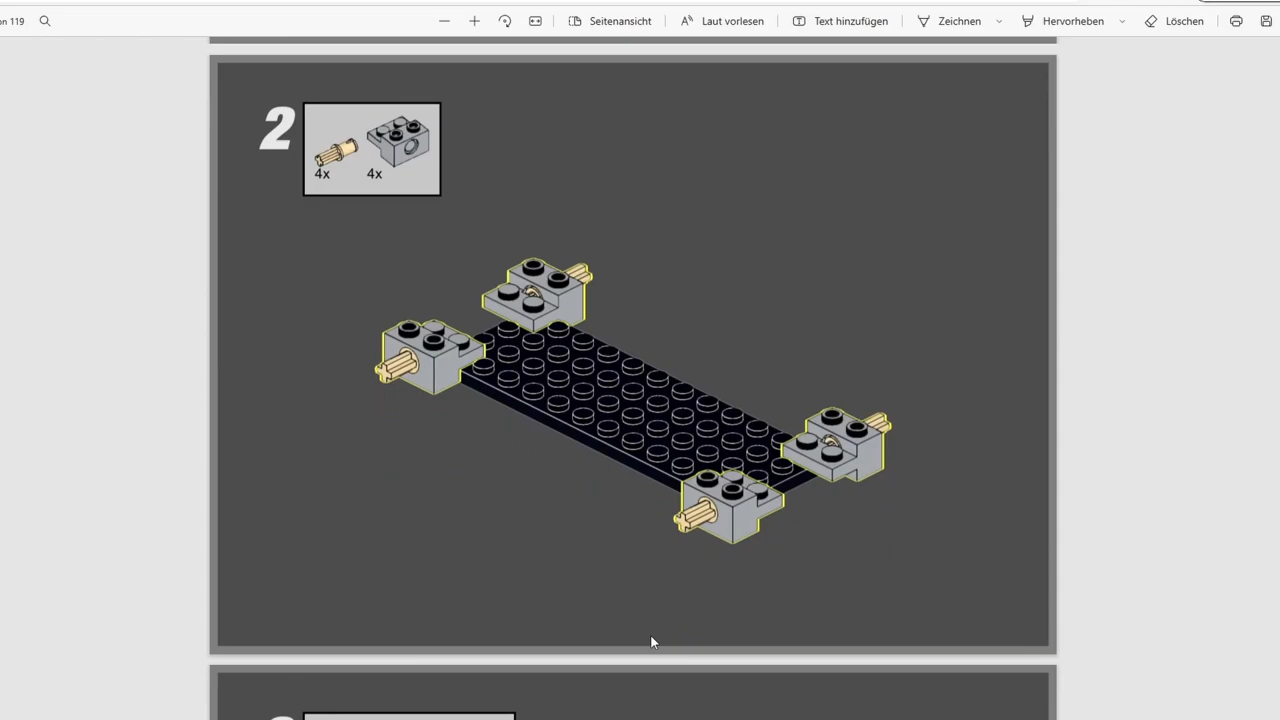 on 119
Seitenansicht
Laut vorlesen
Text hinzufügen
Zeichnen
Hervorheben
Löschen
2
4x 4x